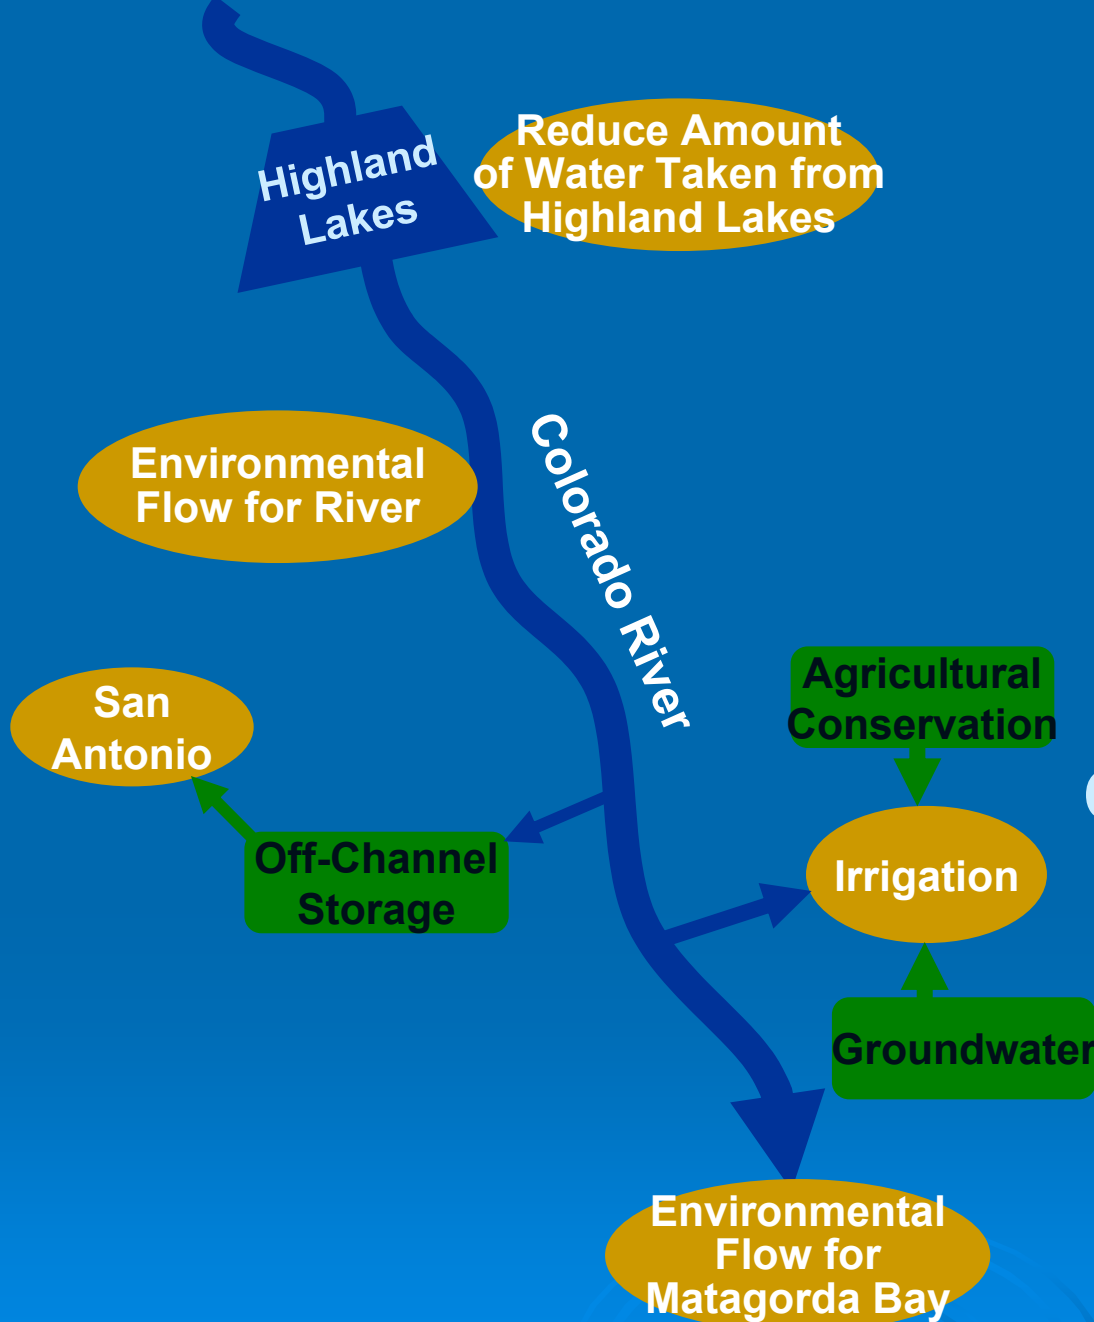 Reduce Amount
of Water Taken from
Highland Lakes
Highland
Lakes
Environmental
Flow for River
Colorado River
San
Antonio
Agricultural
Conservation
Off-Channel
Storage
Irrigation
Groundwater
Environmental
Flow for
Matagorda Bay